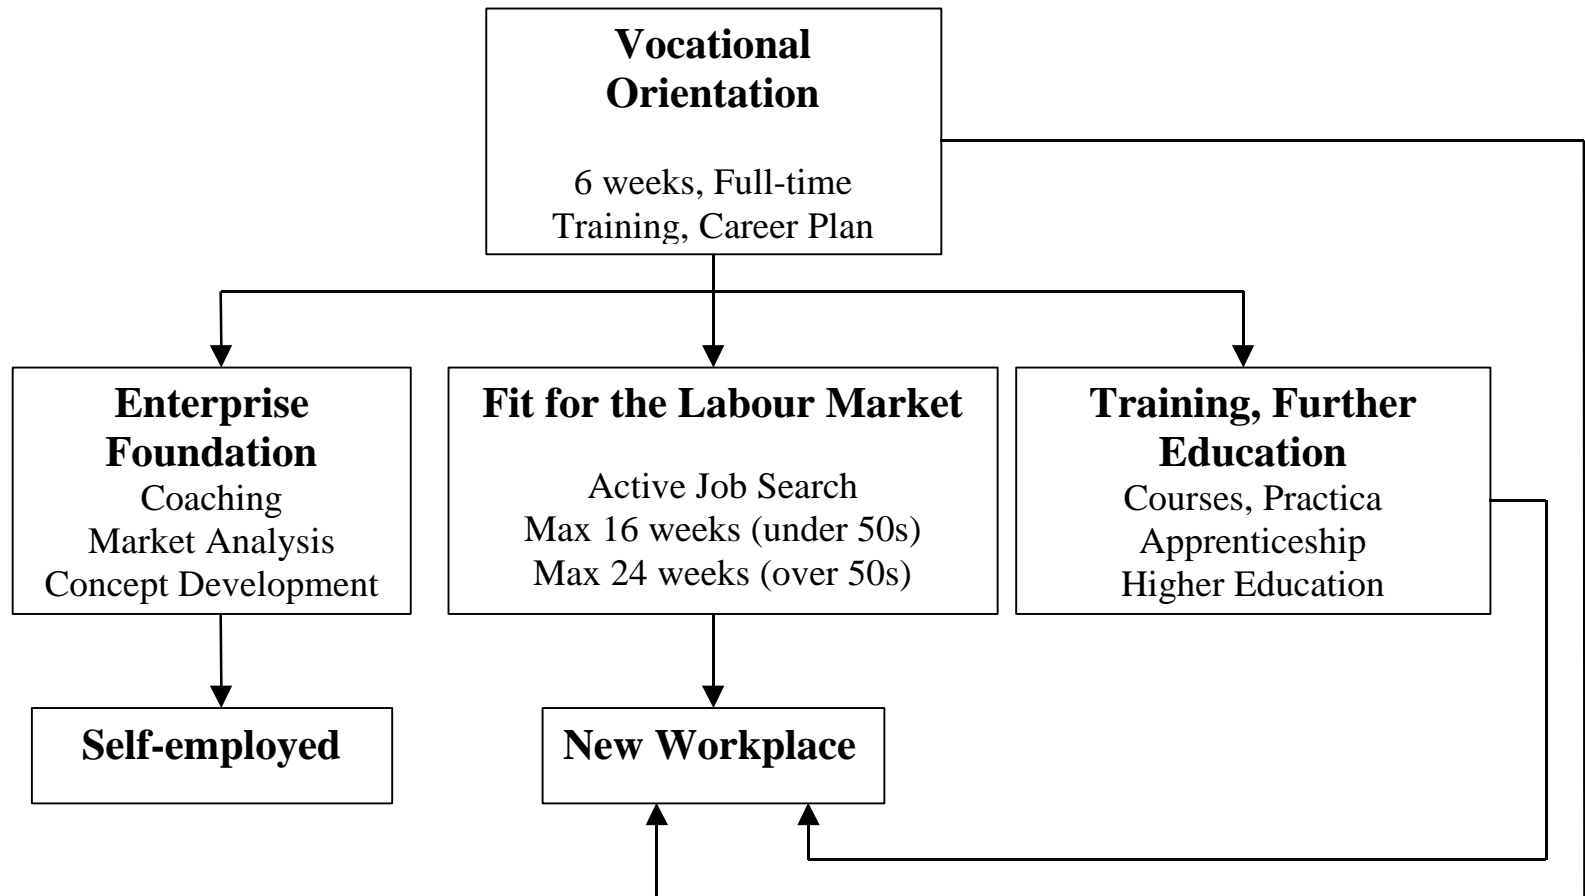 Vocational
Orientation
6 weeks, Full-time
Training, Career Plan
Enterprise
Foundation
Coaching
Market Analysis
Concept Development
Fit for the Labour Market
Active Job Search
Max 16 weeks (under 50s)
Max 24 weeks (over 50s)
Training, Further
Education
Courses, Practica
Apprenticeship
Higher Education
Self-employed
New Workplace